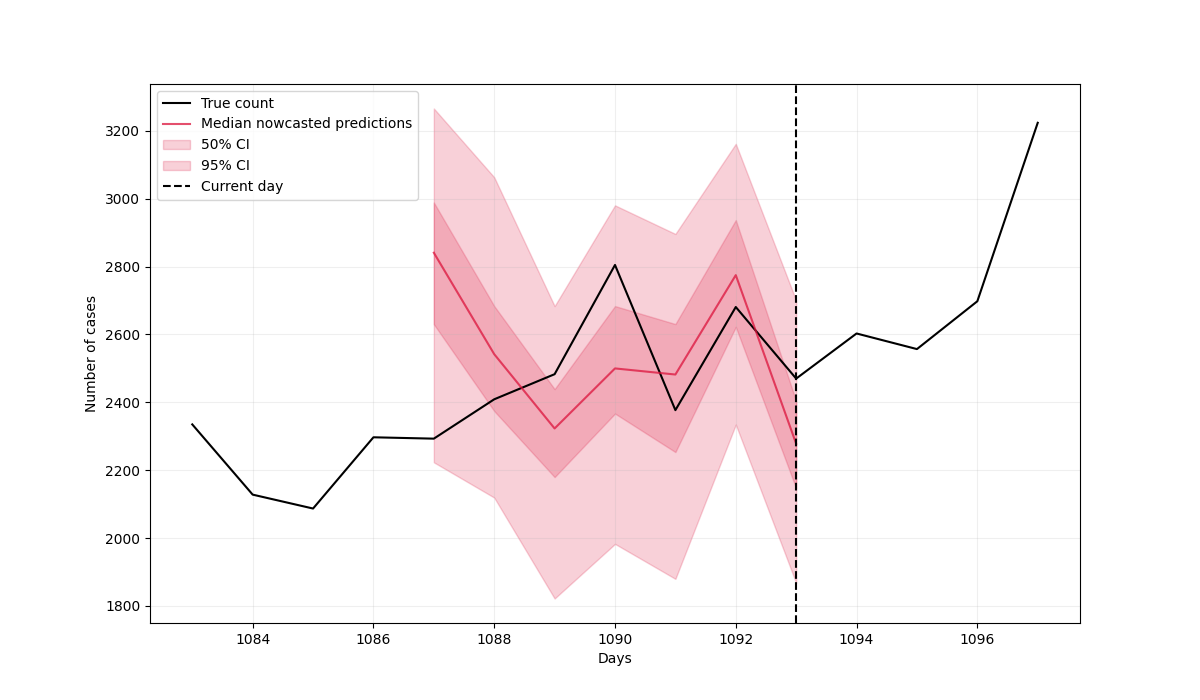 True count
Median nowcasted predictions
50% CI
95% CI
Current day
3200
3000
2800
2600
2400
2200
2000
1800
Number of cases
1084 1086 1088 1090 1092 1094 1096
Days